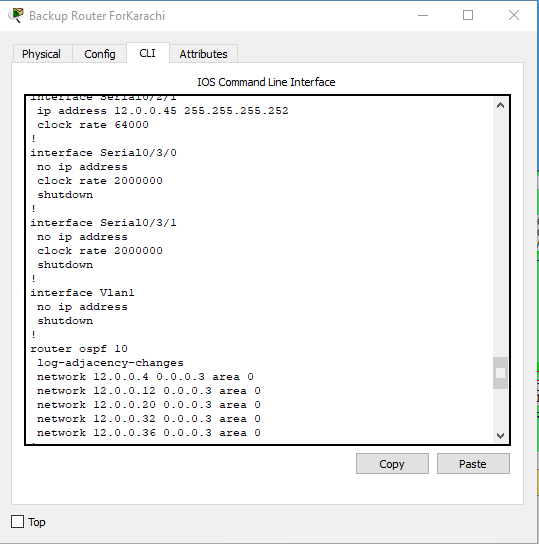 Backup Router ForKarachi
Physical Config CLI Attributes
IOS Command Line Interface
interface Serial0/2/1
ip address 12.0.0.45 255.255.255.252
clock rate 64000
!
interface Serial0/3/0
no ip address
clock rate 2000000
shutdown
!
interface Serial0/3/1
no ip address
clock rate 2000000
shutdown
!
interface Vlan1
no ip address
shutdown
!
router ospf 10
log-adjacency-changes
network 12.0.0.4 0.0.0.3 area 0
network 12.0.0.12 0.0.0.3 area 0
network 12.0.0.20 0.0.0.3 area 0
network 12.0.0.32 0.0.0.3 area 0
network 12.0.0.36 0.0.0.3 area 0
Copy Paste
Top